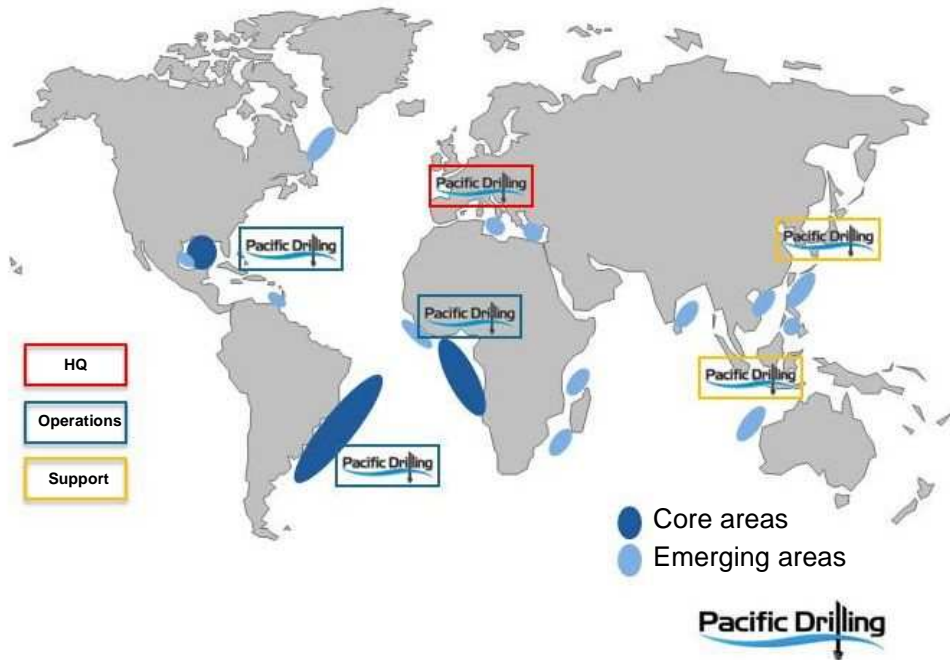 Pacific Drilling
Pacific Drilling
Pacific Drilling
Pacific Drilling
Pacific Drilling
Pacific Drilling
HQ
Operations
Support
Core areas
Emerging areas
Pacific Drilling